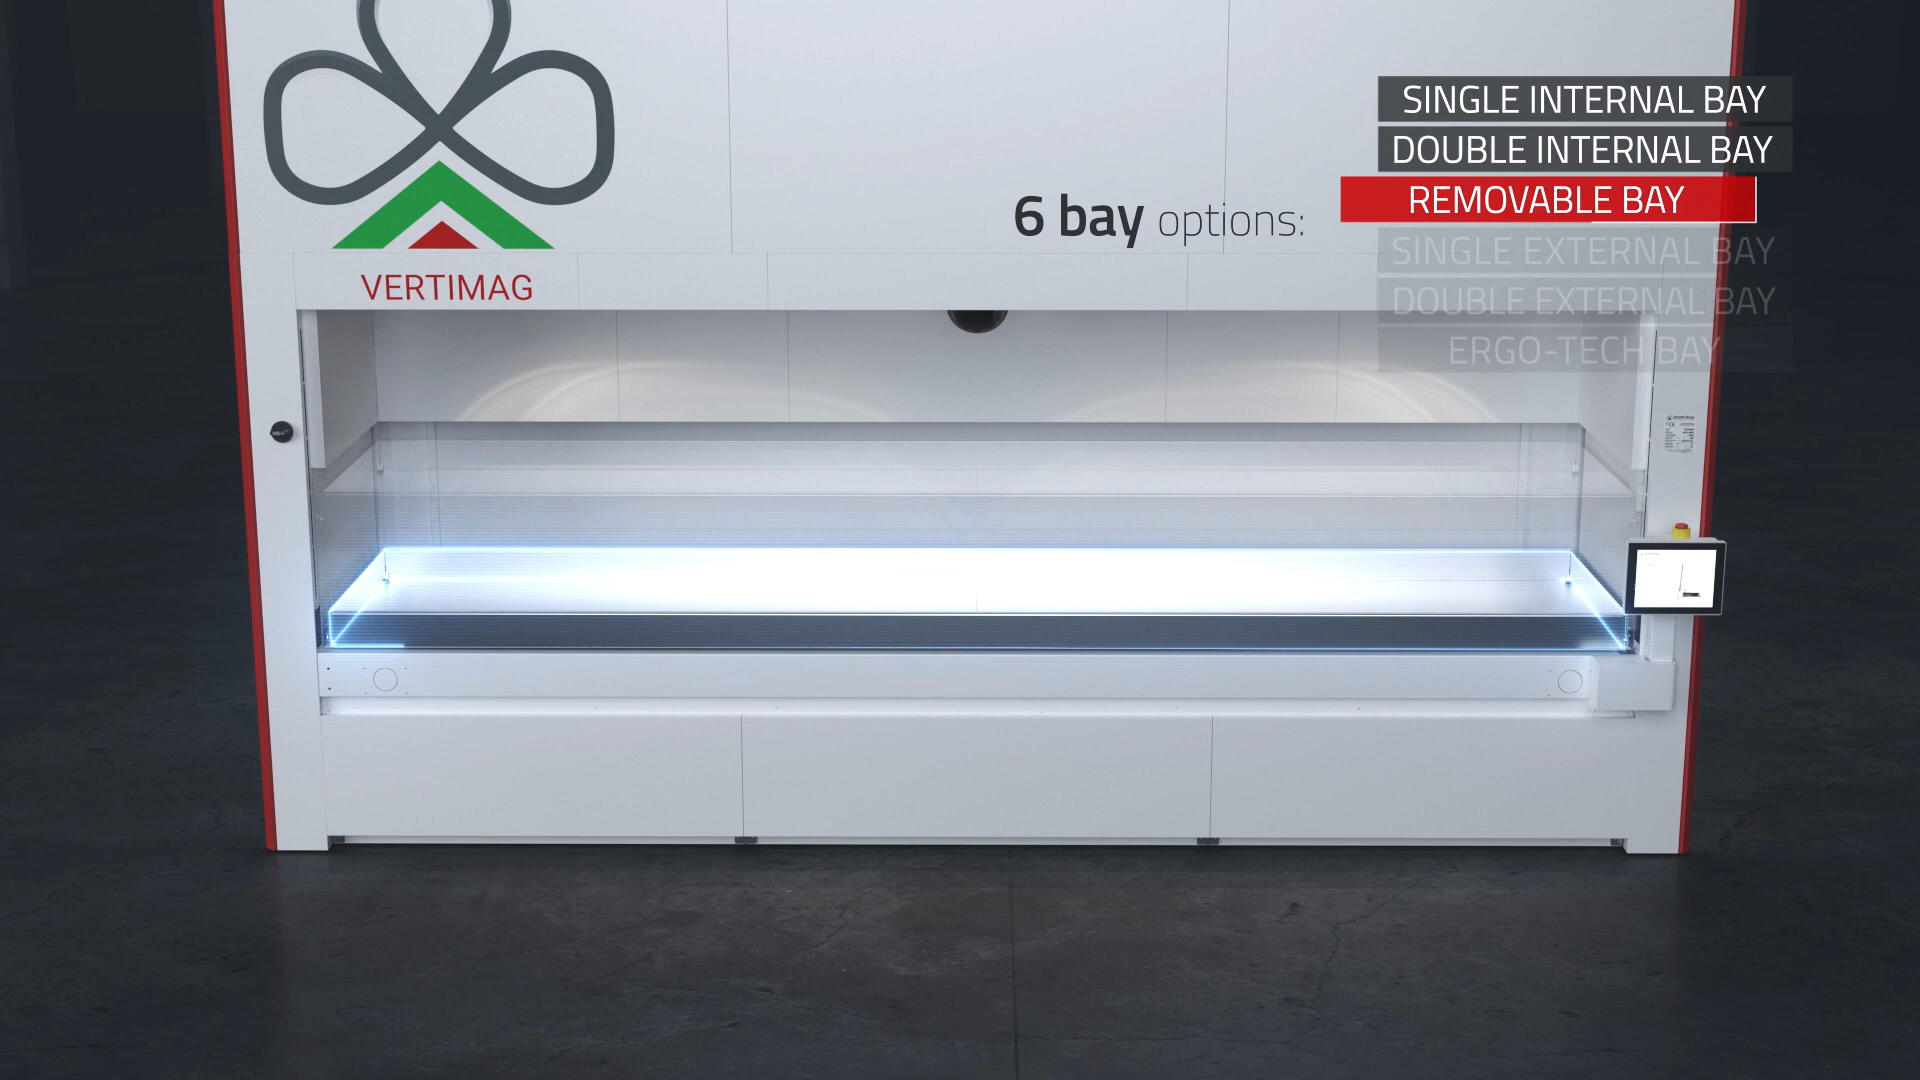 SINGLE INTERNAL BAY
DOUBLE INTERNAL BAY
6 bay options:
REMOVABLE BAY
SINGLE EXTERNAL BAY
DOUBLE EXTERNAL BAY
ERGO-TECH BAY
VERTIMAG